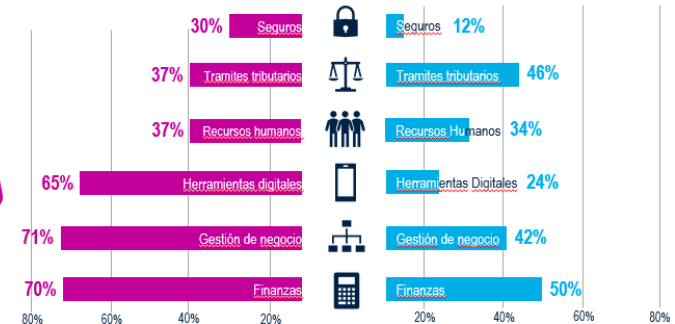 30% Seguros Seguros 12%
37% Tramites tributarios Tramites tributarios 46%
37% Recursos humanos Recursos Humanos 34%
65% Herramientas digitales Herramientas Digitales 24%
71% Gestión de negocio Gestión de negocio 42%
70% Finanzas Finanzas 50%
80% 60% 40% 20% 20% 40% 60% 80%